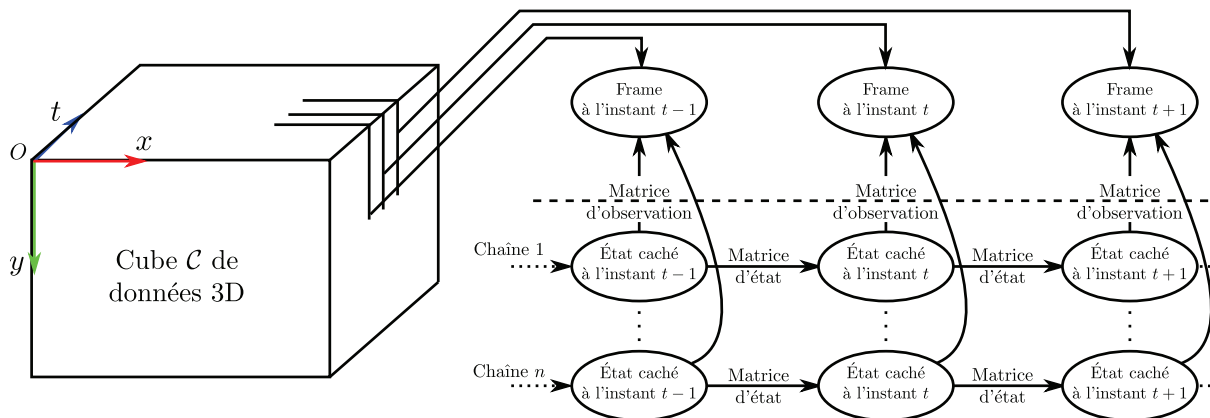 t
O
x
y
Cube C de
données 3D
Frame
à l'instant t − 1
Frame
à l'instant t
Frame
à l'instant t + 1
Matrice
d'observation
Matrice
d'observation
Matrice
d'observation
Chaîne 1
État caché
à l'instant t − 1
Matrice
d'état
État caché
à l'instant t
Matrice
d'état
État caché
à l'instant t + 1
Chaîne n
État caché
à l'instant t − 1
Matrice
d'état
État caché
à l'instant t
Matrice
d'état
État caché
à l'instant t + 1